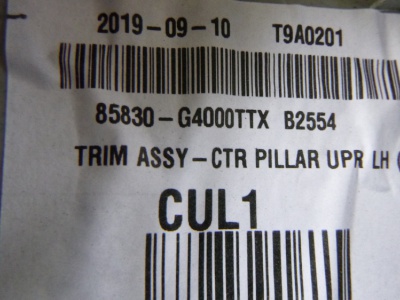 2019-09-10 T9A0201
85830-G4000TTX B2554
TRIM ASSY-CTR PILLAR UPR LH (
CUL1